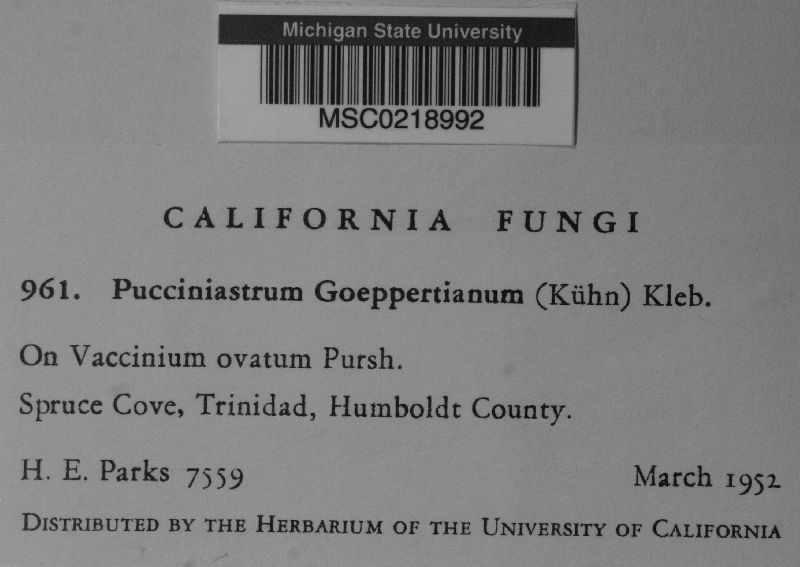 Michigan State University
MSC0218992
CALIFORNIA FUNGI
961. Pucciniastrum Goeppertianum (Kühn) Kleb.
On Vaccinium ovatum Pursh.
Spruce Cove, Trinidad, Humboldt County.
H. E. Parks 7559 March 1952
DISTRIBUTED BY THE HERBARIUM OF THE UNIVERSITY OF CALIFORNIA